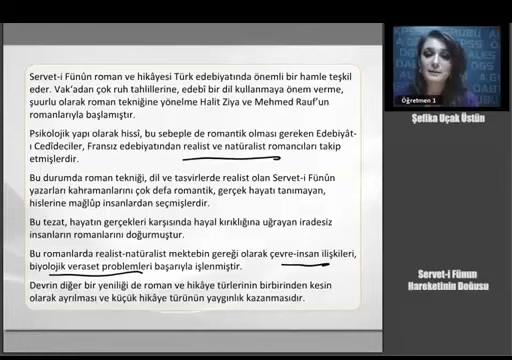 Servet-i Fünûn roman ve hikâyesi Türk edebiyatında önemli bir hamle teşkil
eder. Vak'adan çok ruh tahlillerine, edebî bir dil kullanmaya önem verme,
şuurlu olarak roman tekniğine yönelme Halit Ziya ve Mehmed Rauf'un
romanlarıyla başlamıştır.
Psikolojik yapı olarak hissî, bu sebeple de romantik olması gereken Edebiyât-
ı Cedîdeciler, Fransız edebiyatından realist ve natüralist romancıları takip
etmişlerdir.
Bu durumda roman tekniği, dil ve tasvirlerde realist olan Servet-i Fünûn
yazarları kahramanlarını çok defa romantik, gerçek hayatı tanımayan,
hislerine mağlûp insanlardan seçmişlerdir.
Bu tezat, hayatın gerçekleri karşısında hayal kırıklığına uğrayan iradesiz
insanların romanlarını doğurmuştur.
Bu romanlarda realist-natüralist mektebin gereği olarak çevre-insan ilişkileri,
biyolojik veraset problemleri başarıyla işlenmiştir.
Devrin diğer bir yeniliği de roman ve hikâye türlerinin birbirinden kesin
olarak ayrılması ve küçük hikâye türünün yaygınlık kazanmasıdır.
Öğretmen 1
Şefika Uçak Üstün
Servet-i Fünun
Hareketinin Doğusu